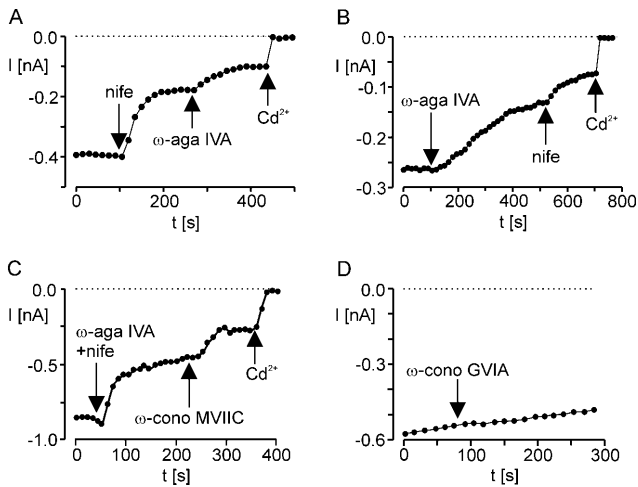 A
0.0
I [nA]
-0.2
-0.4
nife
ω-aga IVA
Cd²⁺
0 200 400
t [s]
B
0.0
I [nA]
-0.1
-0.2
-0.3
ω-aga IVA
nife
Cd²⁺
0 200 400 600 800
t [s]
C
0.0
I [nA]
-0.5
-1.0
ω-aga IVA
+nife
ω-cono MVIIC
Cd²⁺
0 100 200 300 400
t [s]
D
0.0
I [nA]
-0.3
-0.6
ω-cono GVIA
0 100 200 300
t [s]